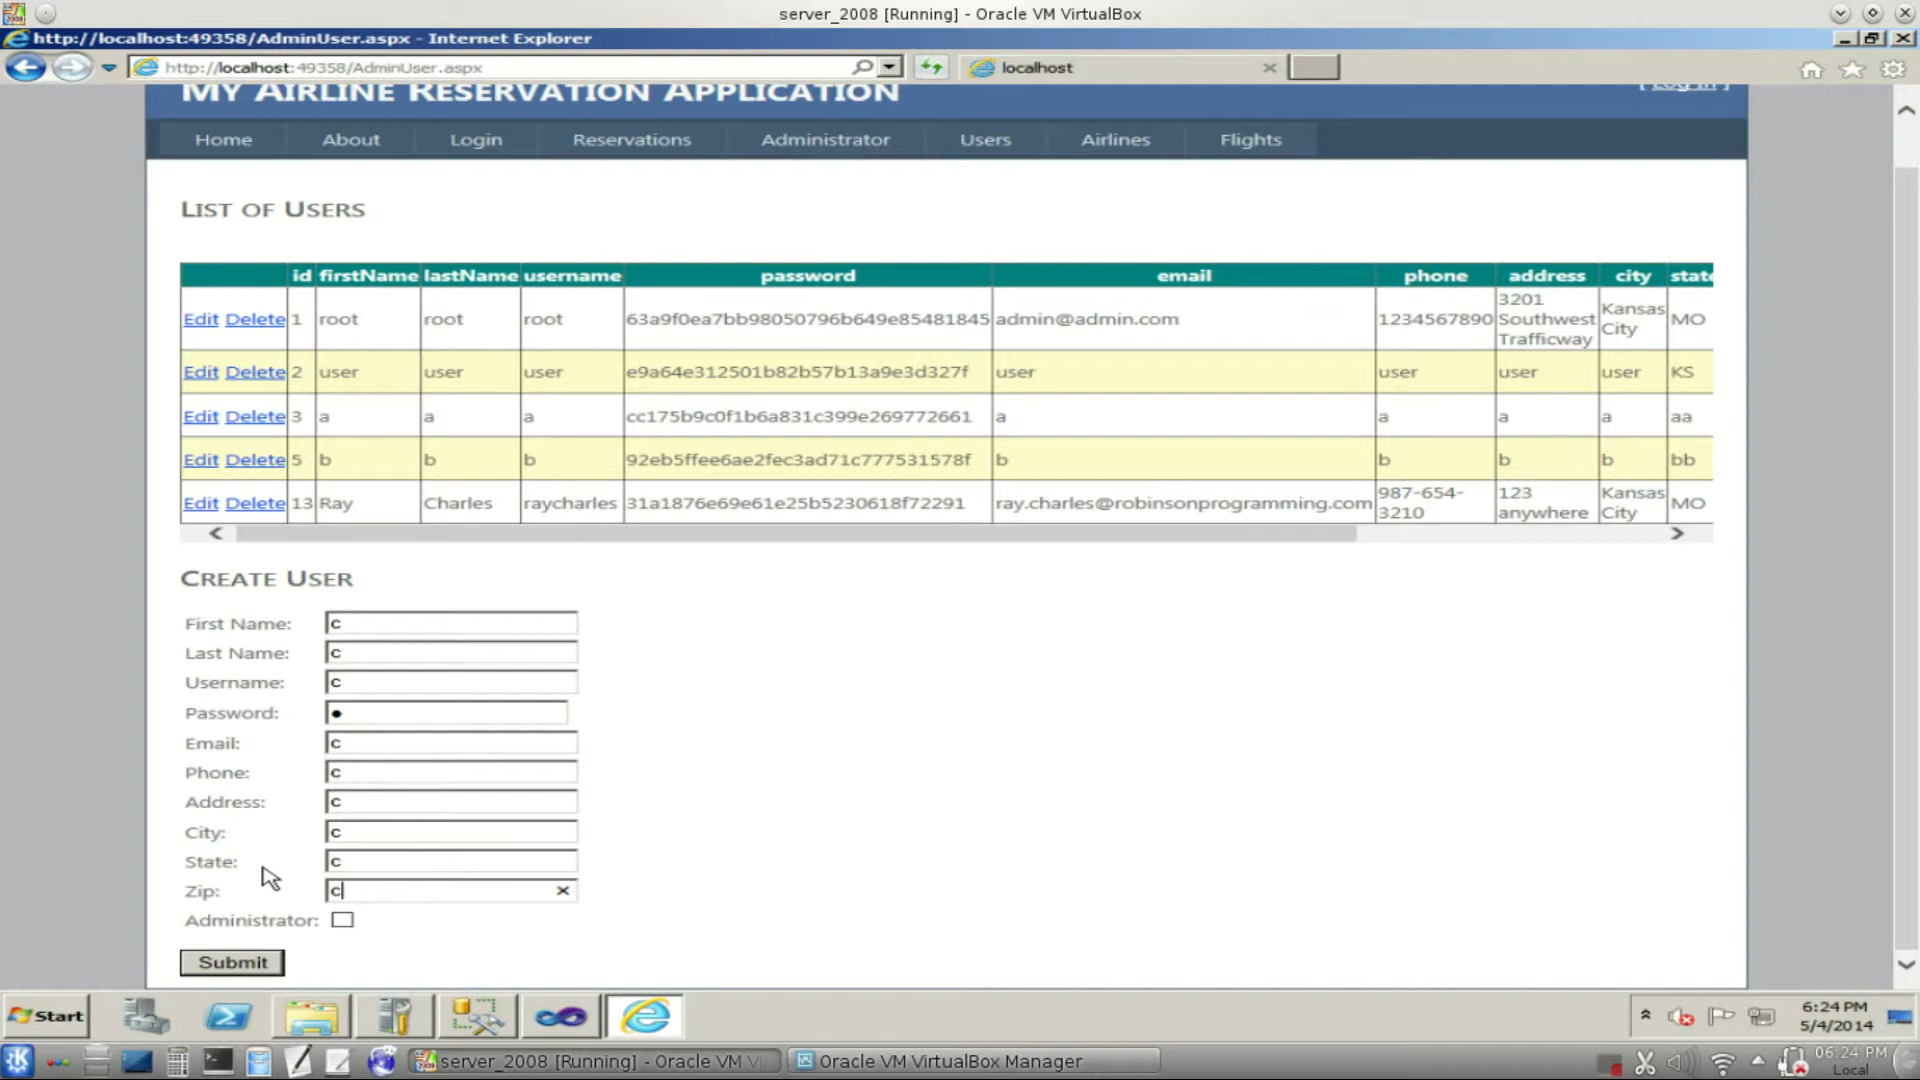 server_2008 [Running] - Oracle VM VirtualBox
http://localhost:49358/AdminUser.aspx - Internet Explorer
http://localhost:49358/AdminUser.aspx
localhost
MY AIRLINE RESERVATION APPLICATION
[ Log In ]
Home About Login Reservations Administrator Users Airlines Flights
LIST OF USERS
id firstName lastName username password email phone address city state
Edit Delete 1 root root root 63a9f0ea7bb98050796b649e85481845 admin@admin.com 1234567890 3201 Southwest Trafficway Kansas City MO
Edit Delete 2 user user user e9a64e312501b82b57b13a9e3d327f user user user user KS
Edit Delete 3 a a a cc175b9c0f1b6a831c399e269772661 a a a a aa
Edit Delete 5 b b b 92eb5ffee6ae2fec3ad71c777531578f b b b b bb
Edit Delete 13 Ray Charles raycharles 31a1876e69e61e25b5230618f72291 ray.charles@robinsonprogramming.com 987-654-3210 123 anywhere Kansas City MO
CREATE USER
First Name: c
Last Name: c
Username: c
Password: ●
Email: c
Phone: c
Address: c
City: c
State: c
Zip: c
Administrator:
Submit
Start
6:24 PM
5/4/2014
server_2008 [Running] - Oracle VM Vi
Oracle VM VirtualBox Manager
06:24 PM
Local